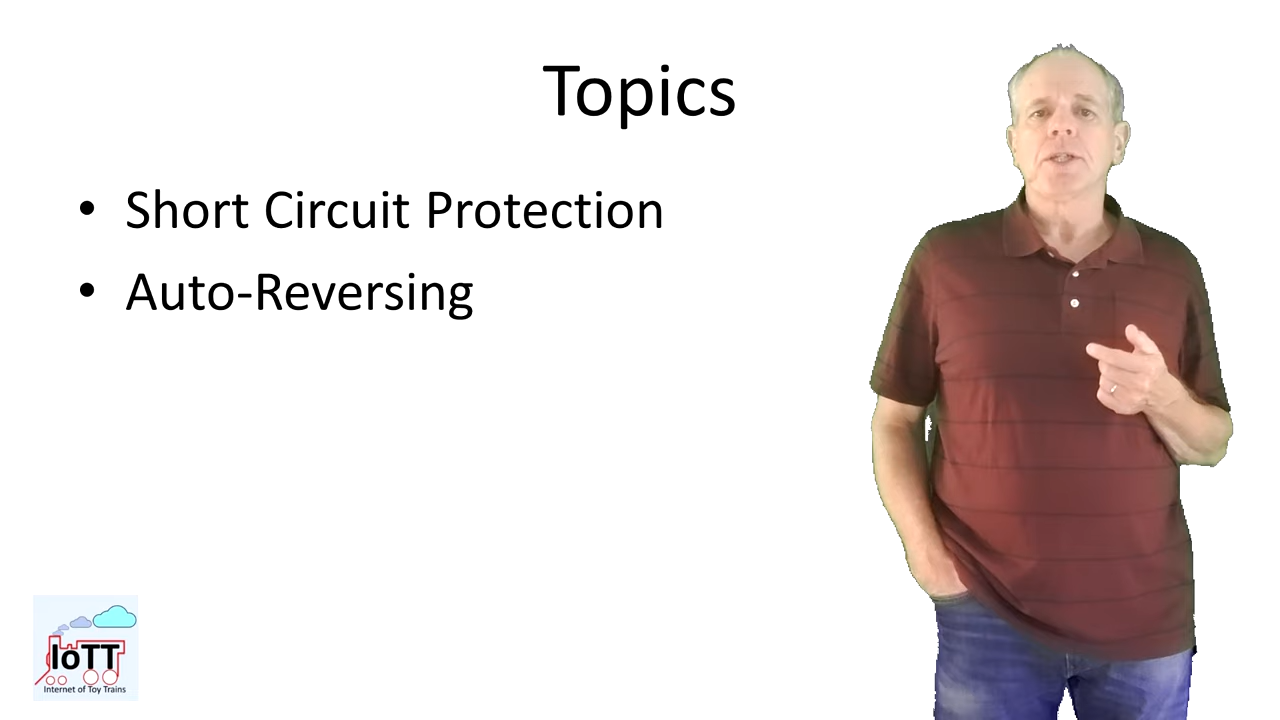 Topics
• Short Circuit Protection
• Auto-Reversing
IoTT
Internet of Toy Trains